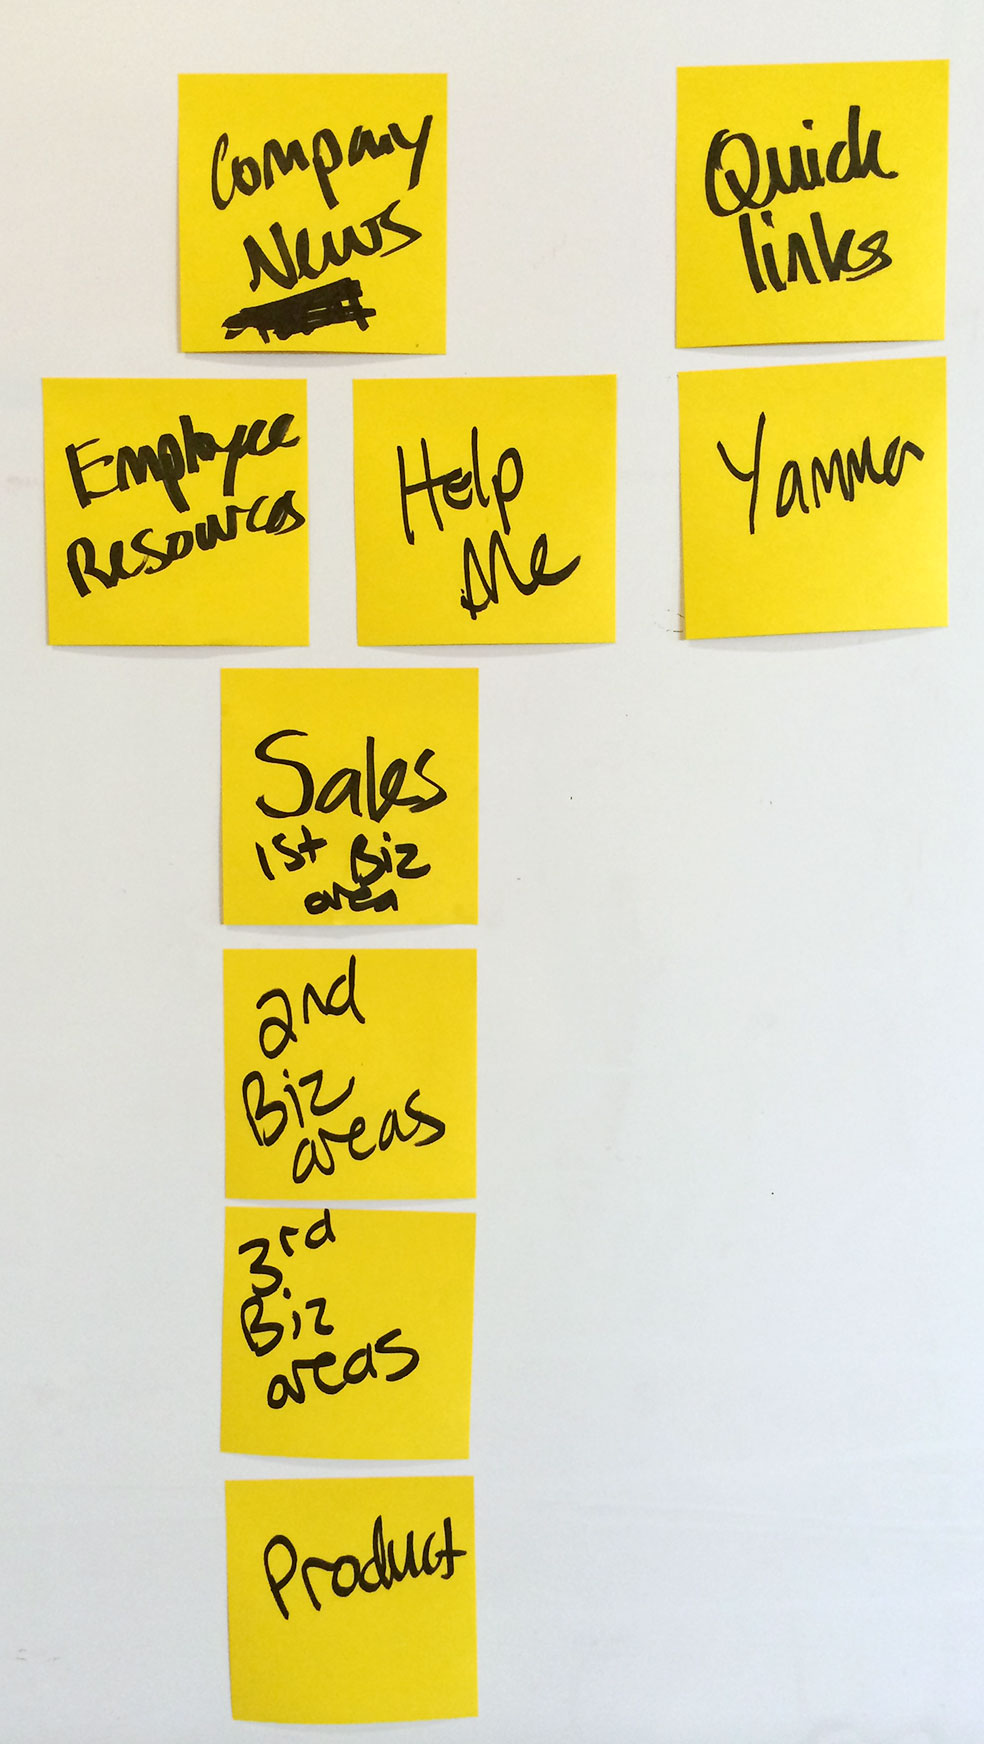 Company
News
Quick
links
Employee
Resources
Help
Me
Yammer
Sales
1st Biz
area
2nd
Biz
areas
3rd
Biz
areas
Product